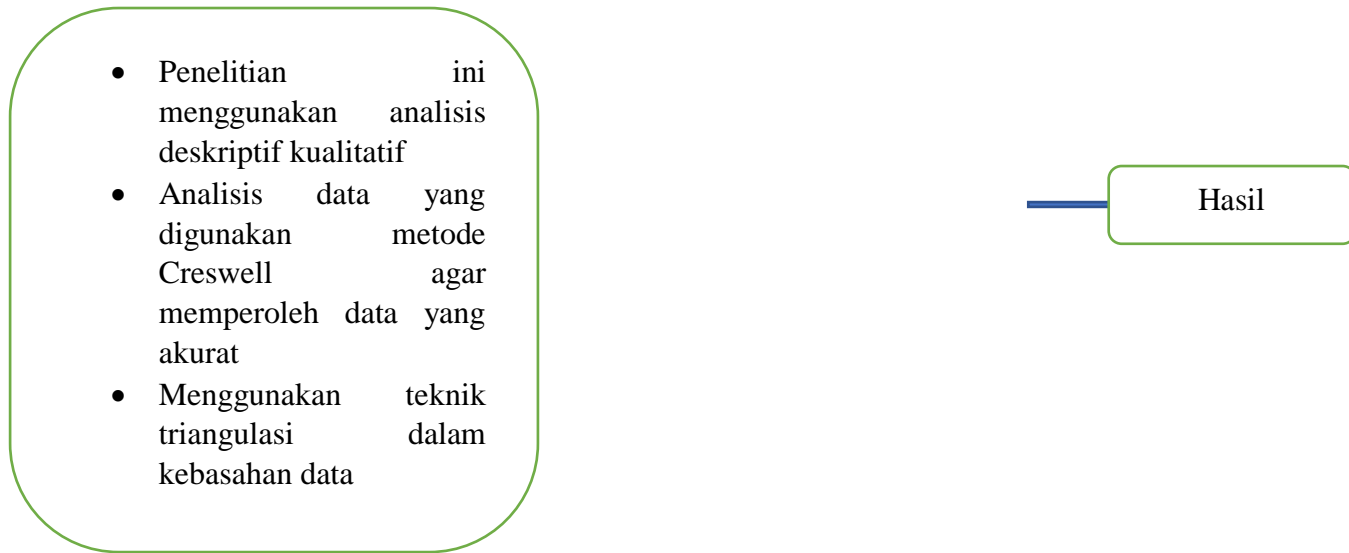 • Penelitian ini
menggunakan analisis
deskriptif kualitatif
• Analisis data yang
digunakan metode
Creswell agar
memperoleh data yang
akurat
• Menggunakan teknik
triangulasi dalam
kebasahan data
Hasil